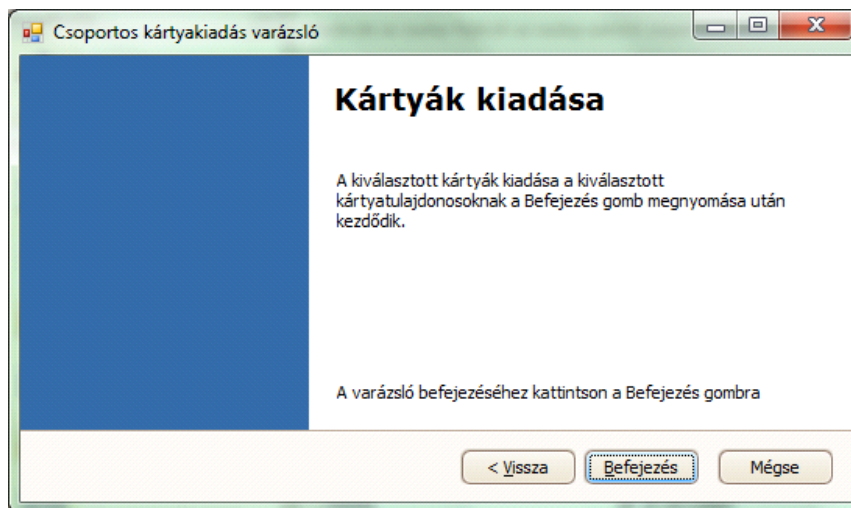 Csoportos kártyakiadás varázsló
Kártyák kiadása
A kiválasztott kártyák kiadása a kiválasztott
kártyatulajdonosoknak a Befejezés gomb megnyomása után
kezdődik.
A varázsló befejezéséhez kattintson a Befejezés gombra
< Vissza Befejezés Mégse